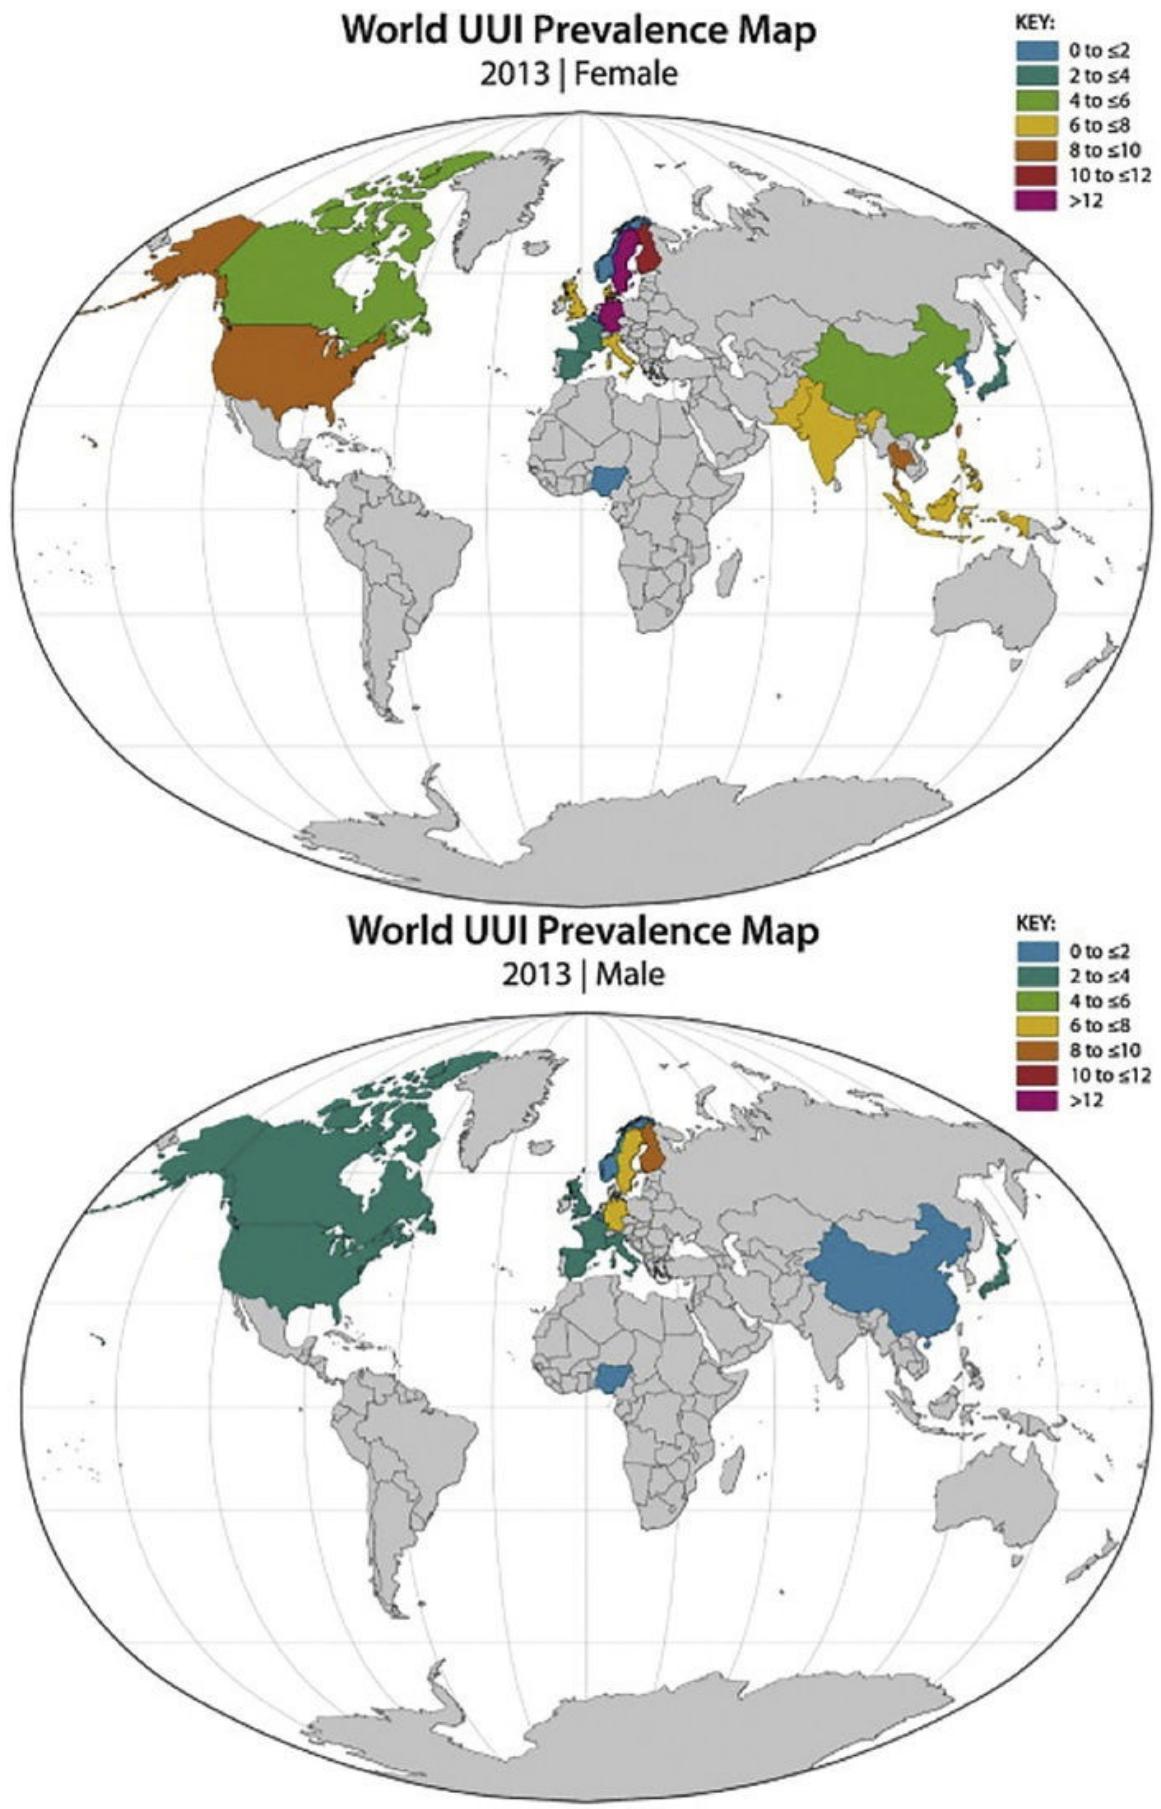 World UUI Prevalence Map
2013 | Female
KEY:
0 to ≤2
2 to ≤4
4 to ≤6
6 to ≤8
8 to ≤10
10 to ≤12
>12
World UUI Prevalence Map
2013 | Male
KEY:
0 to ≤2
2 to ≤4
4 to ≤6
6 to ≤8
8 to ≤10
10 to ≤12
>12